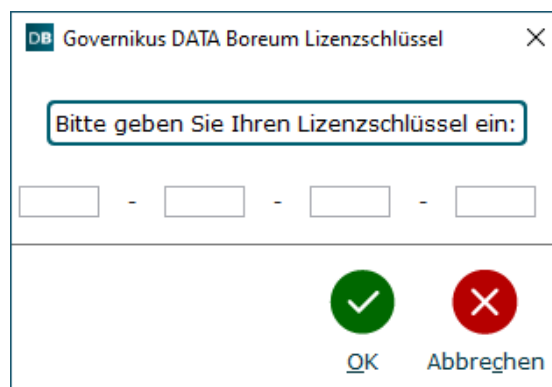 DB Governikus DATA Boreum Lizenzschlüssel
Bitte geben Sie Ihren Lizenzschlüssel ein:
- - -
OK Abbrechen